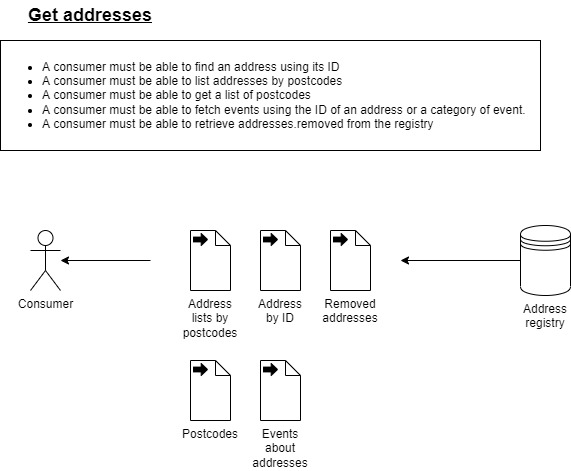 Get addresses
• A consumer must be able to find an address using its ID
• A consumer must be able to list addresses by postcodes
• A consumer must be able to get a list of postcodes
• A consumer must be able to fetch events using the ID of an address or a category of event.
• A consumer must be able to retrieve addresses.removed from the registry
Consumer
Address
lists by
postcodes
Address
by ID
Removed
addresses
Address
registry
Postcodes
Events
about
addresses